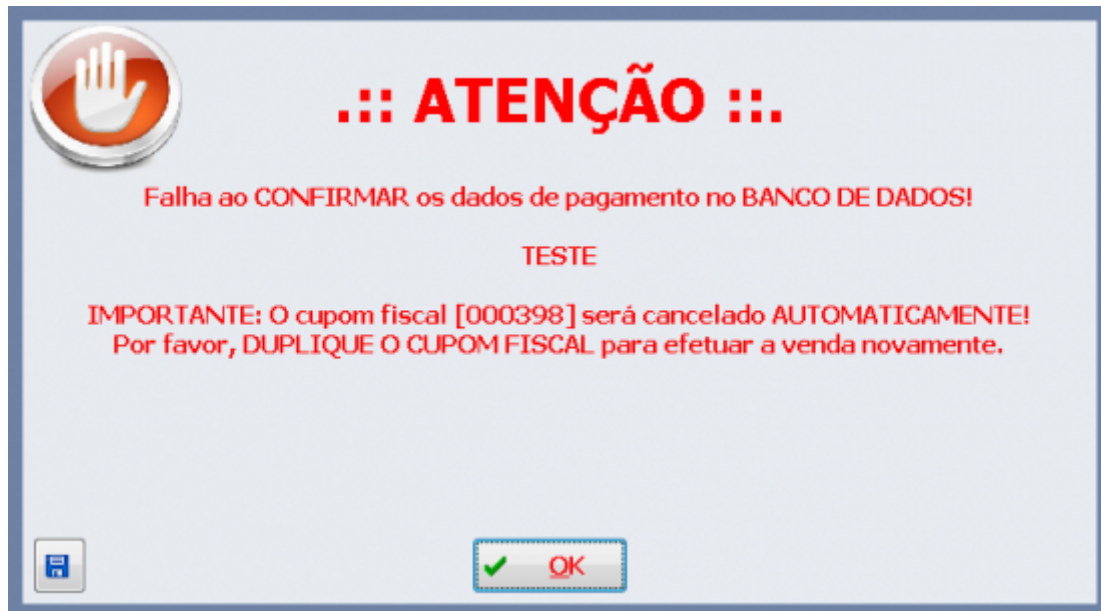 .:: ATENÇÃO ::.
Falha ao CONFIRMAR os dados de pagamento no BANCO DE DADOS!
TESTE
IMPORTANTE: O cupom fiscal [000398] será cancelado AUTOMATICAMENTE!
Por favor, DUPLIQUE O CUPOM FISCAL para efetuar a venda novamente.
OK